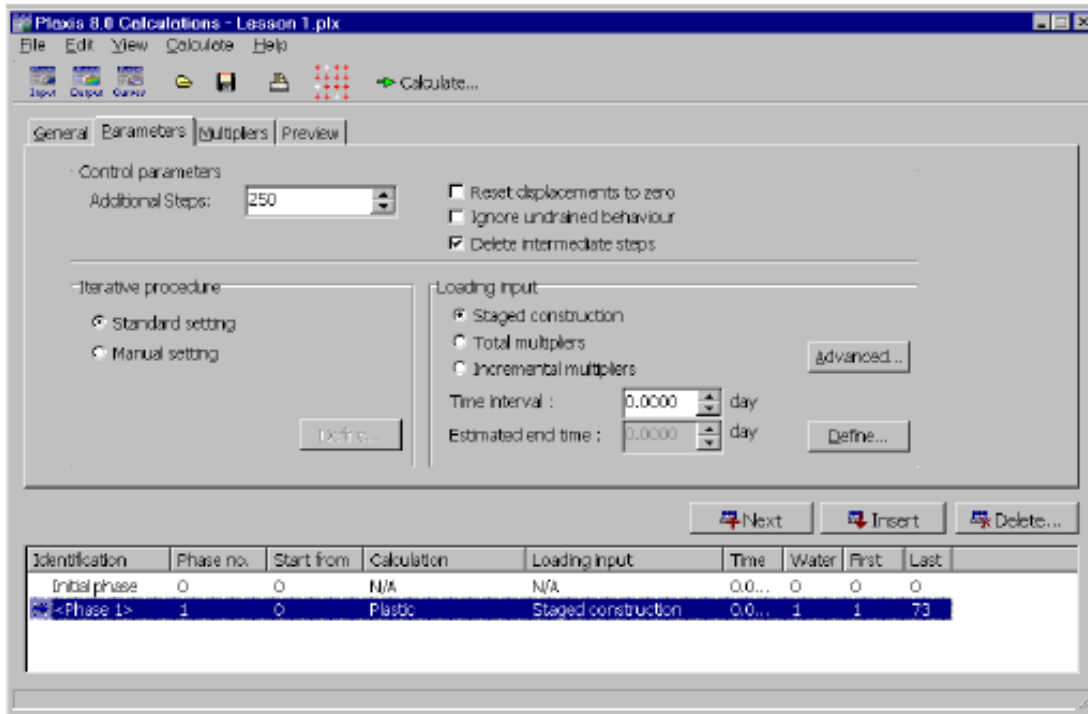 Plaxis 8.0 Calculations - Lesson 1.plx
File Edit View Calculate Help
Input Output Curves Calculate...
General Parameters Multipliers Preview
Control parameters
Additional Steps: 250
Reset displacements to zero
Ignore undrained behaviour
Delete intermediate steps
Iterative procedure
Standard setting
Manual setting
Define...
Loading input
Staged construction
Total multipliers
Incremental multipliers
Advanced...
Time interval : 0.0000 day
Estimated end time : 0.0000 day
Define...
Next Insert Delete...
Identification Phase no. Start from Calculation Loading input Time Water First Last
Initial phase 0 0 N/A N/A 0.0... 0 0 0
<Phase 1> 1 0 Plastic Staged construction 0.0... 1 1 73